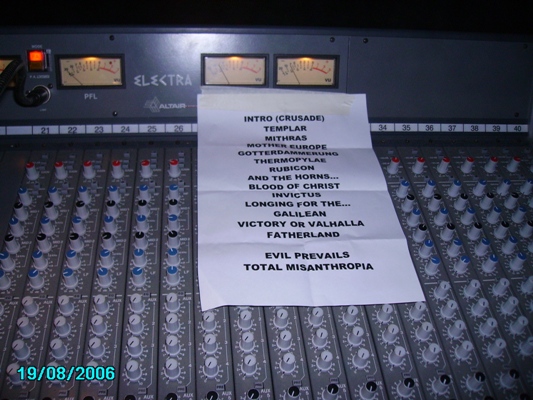 ELECTRA
PFL
VU
VU
ALTAIR
21 22 23 24 25 26
34 35 36 37 38 39 40
INTRO (CRUSADE)
TEMPLAR
MITHRAS
MOTHER EUROPE
GOTTERDAMMERUNG
THERMOPYLAE
RUBICON
AND THE HORNS...
BLOOD OF CHRIST
INVICTUS
LONGING FOR THE...
GALILEAN
VICTORY OR VALHALLA
FATHERLAND
EVIL PREVAILS
TOTAL MISANTHROPIA
19/08/2006